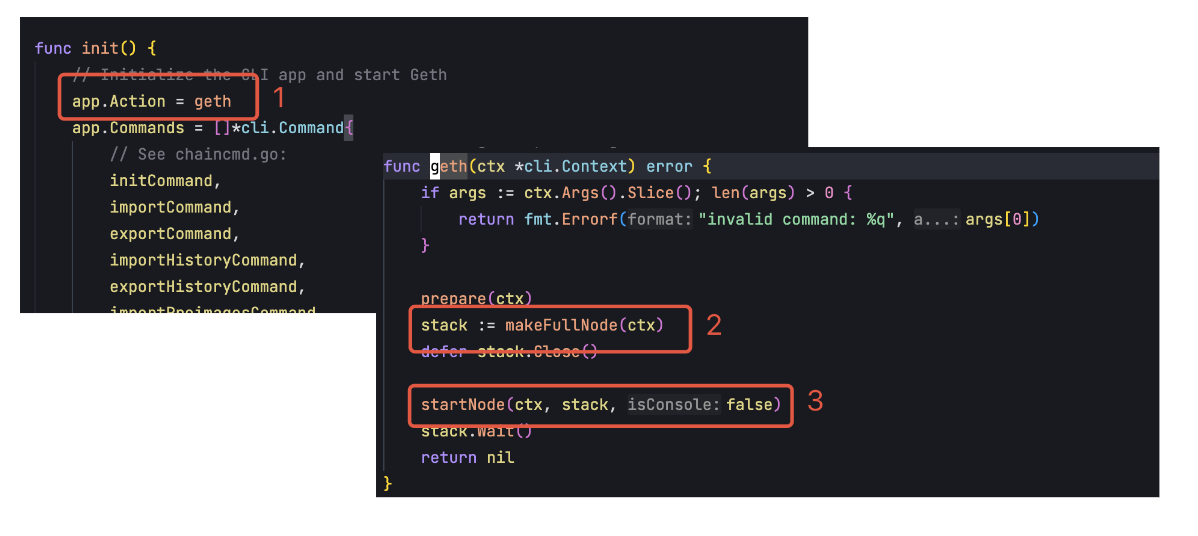 func init() {
// Initialize the CLI app and start Geth
app.Action = geth
1
app.Commands = []*cli.Command{
// See chaincmd.go:
initCommand,
importCommand,
exportCommand,
importHistoryCommand,
exportHistoryCommand,
importPreimagesCommand
func geth(ctx *cli.Context) error {
if args := ctx.Args().Slice(); len(args) > 0 {
return fmt.Errorf(format: "invalid command: %q", a...: args[0])
}
prepare(ctx)
stack := makeFullNode(ctx)
2
defer stack.Close()
startNode(ctx, stack, isConsole: false)
3
stack.Wait()
return nil
}